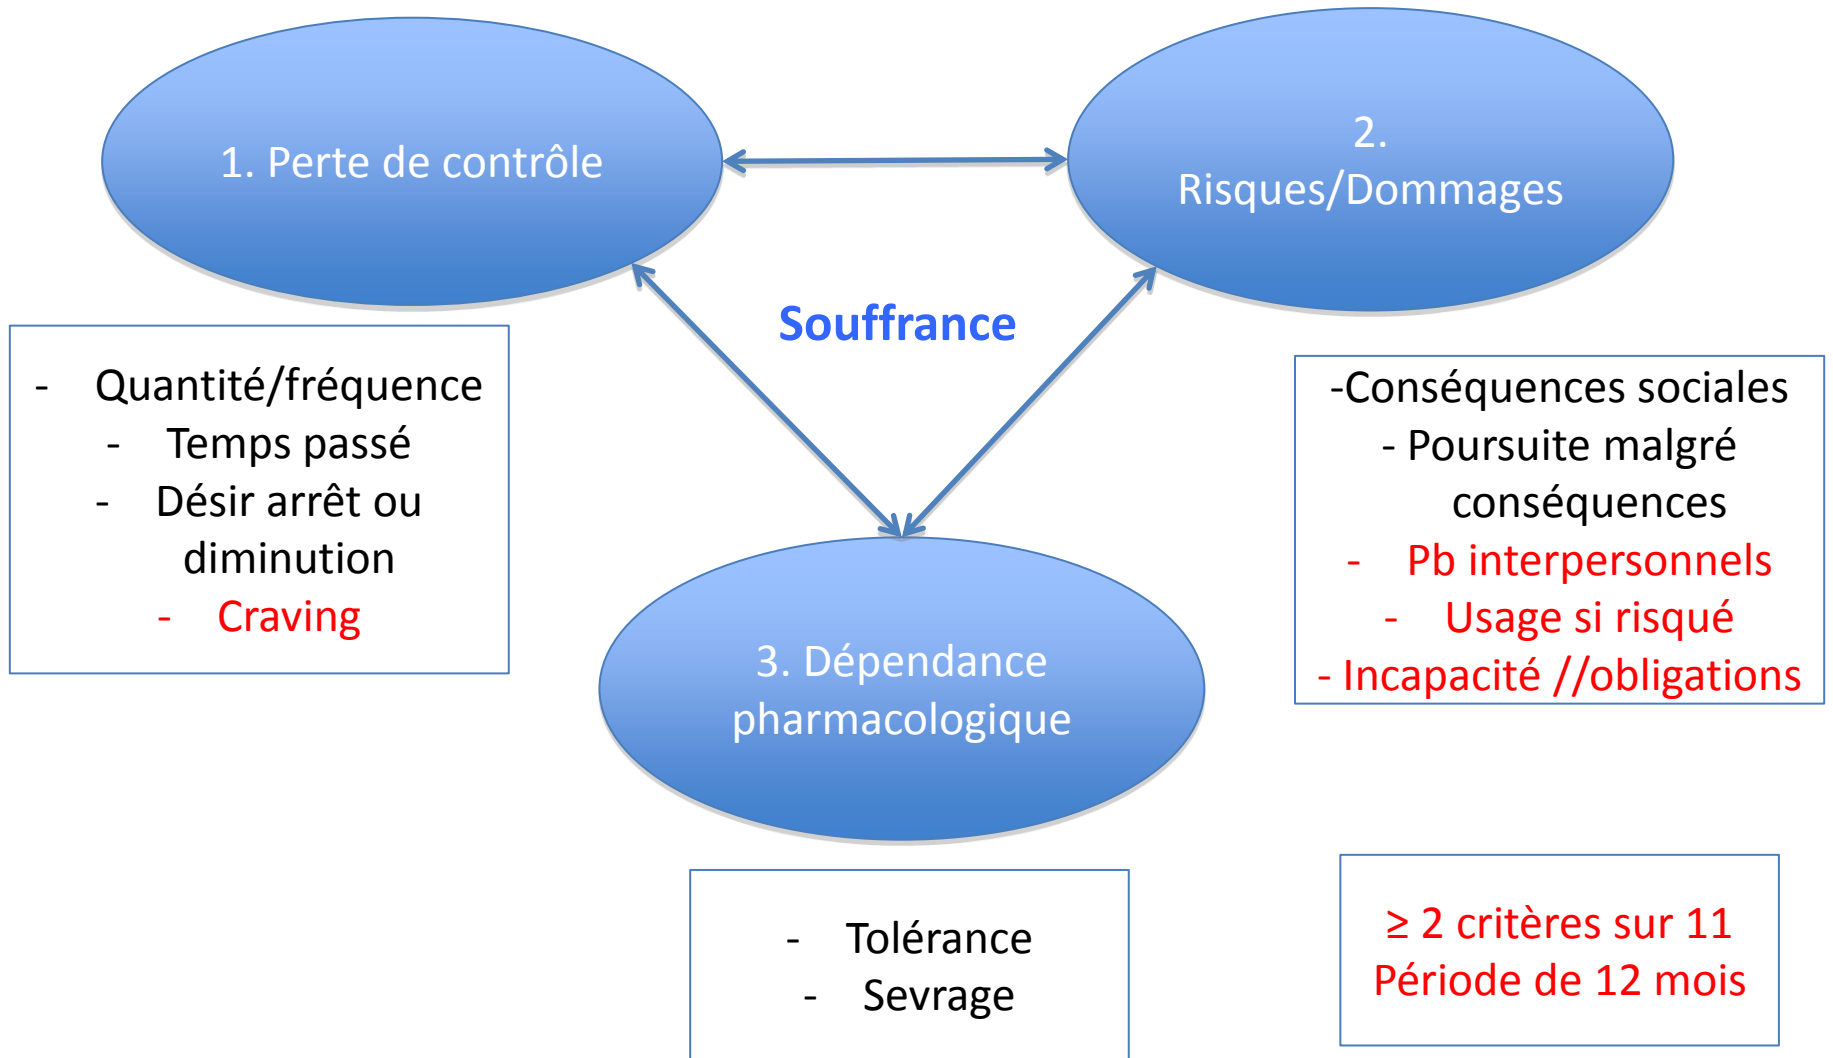 1. Perte de contrôle
2.
Risques/Dommages
Souffrance
- Quantité/fréquence
- Temps passé
- Désir arrêt ou
diminution
- Craving
-Conséquences sociales
- Poursuite malgré
conséquences
- Pb interpersonnels
- Usage si risqué
- Incapacité //obligations
3. Dépendance
pharmacologique
- Tolérance
- Sevrage
≥ 2 critères sur 11
Période de 12 mois